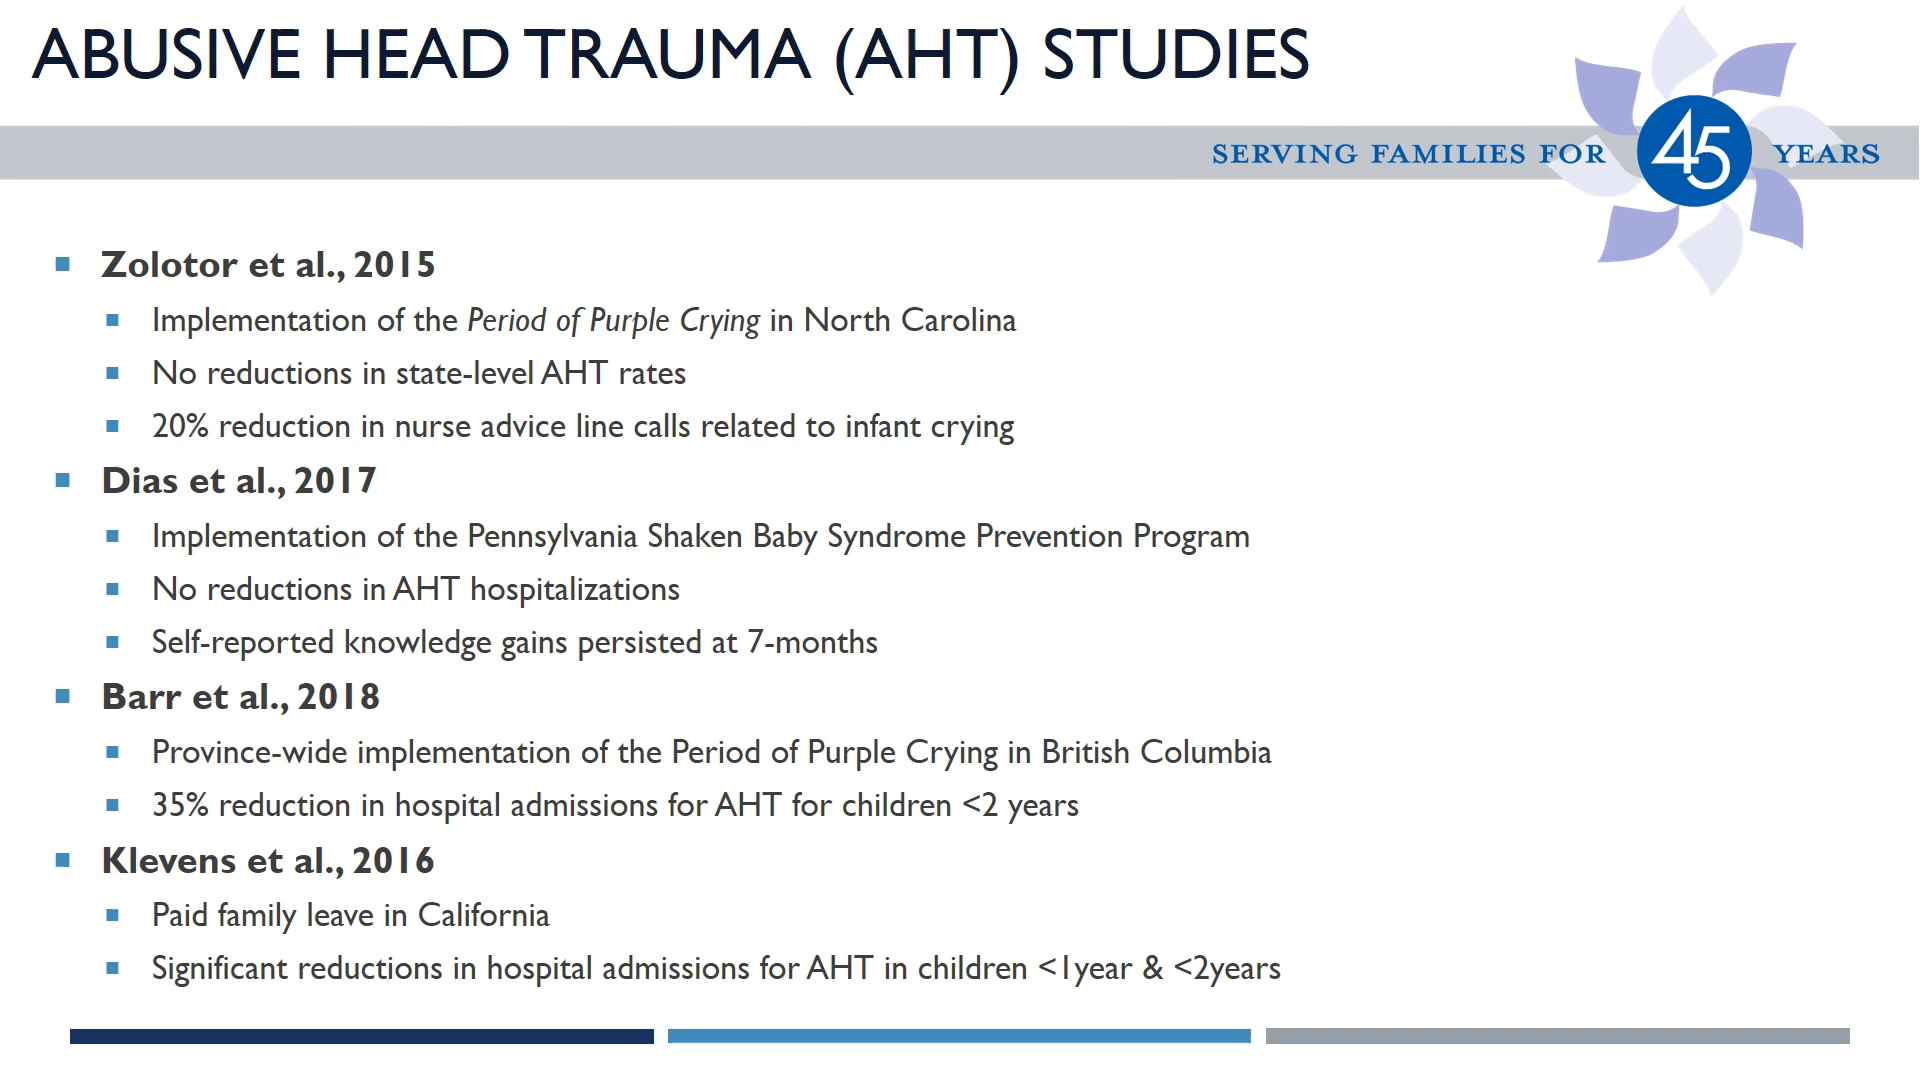 ABUSIVE HEAD TRAUMA (AHT) STUDIES
SERVING FAMILIES FOR 45 YEARS
Zolotor et al., 2015
Implementation of the Period of Purple Crying in North Carolina
No reductions in state-level AHT rates
20% reduction in nurse advice line calls related to infant crying
Dias et al., 2017
Implementation of the Pennsylvania Shaken Baby Syndrome Prevention Program
No reductions in AHT hospitalizations
Self-reported knowledge gains persisted at 7-months
Barr et al., 2018
Province-wide implementation of the Period of Purple Crying in British Columbia
35% reduction in hospital admissions for AHT for children <2 years
Klevens et al., 2016
Paid family leave in California
Significant reductions in hospital admissions for AHT in children <1year & <2years